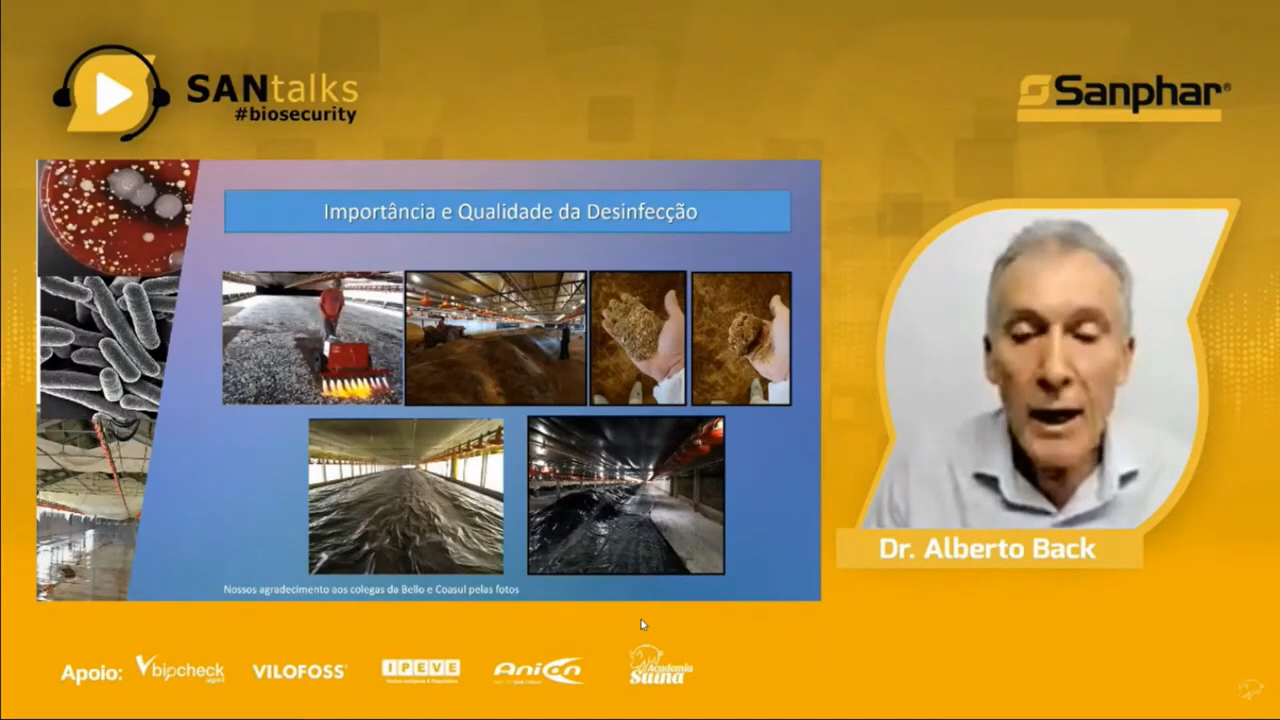 SANtalks
#biosecurity
Sanphar®
Importância e Qualidade da Desinfecção
Nossos agradecimento aos colegas da Bello e Coasul pelas fotos
Dr. Alberto Back
Apoio:
biocheck
VILOFOSS
IPEVE
Anicon
Academia
Suína